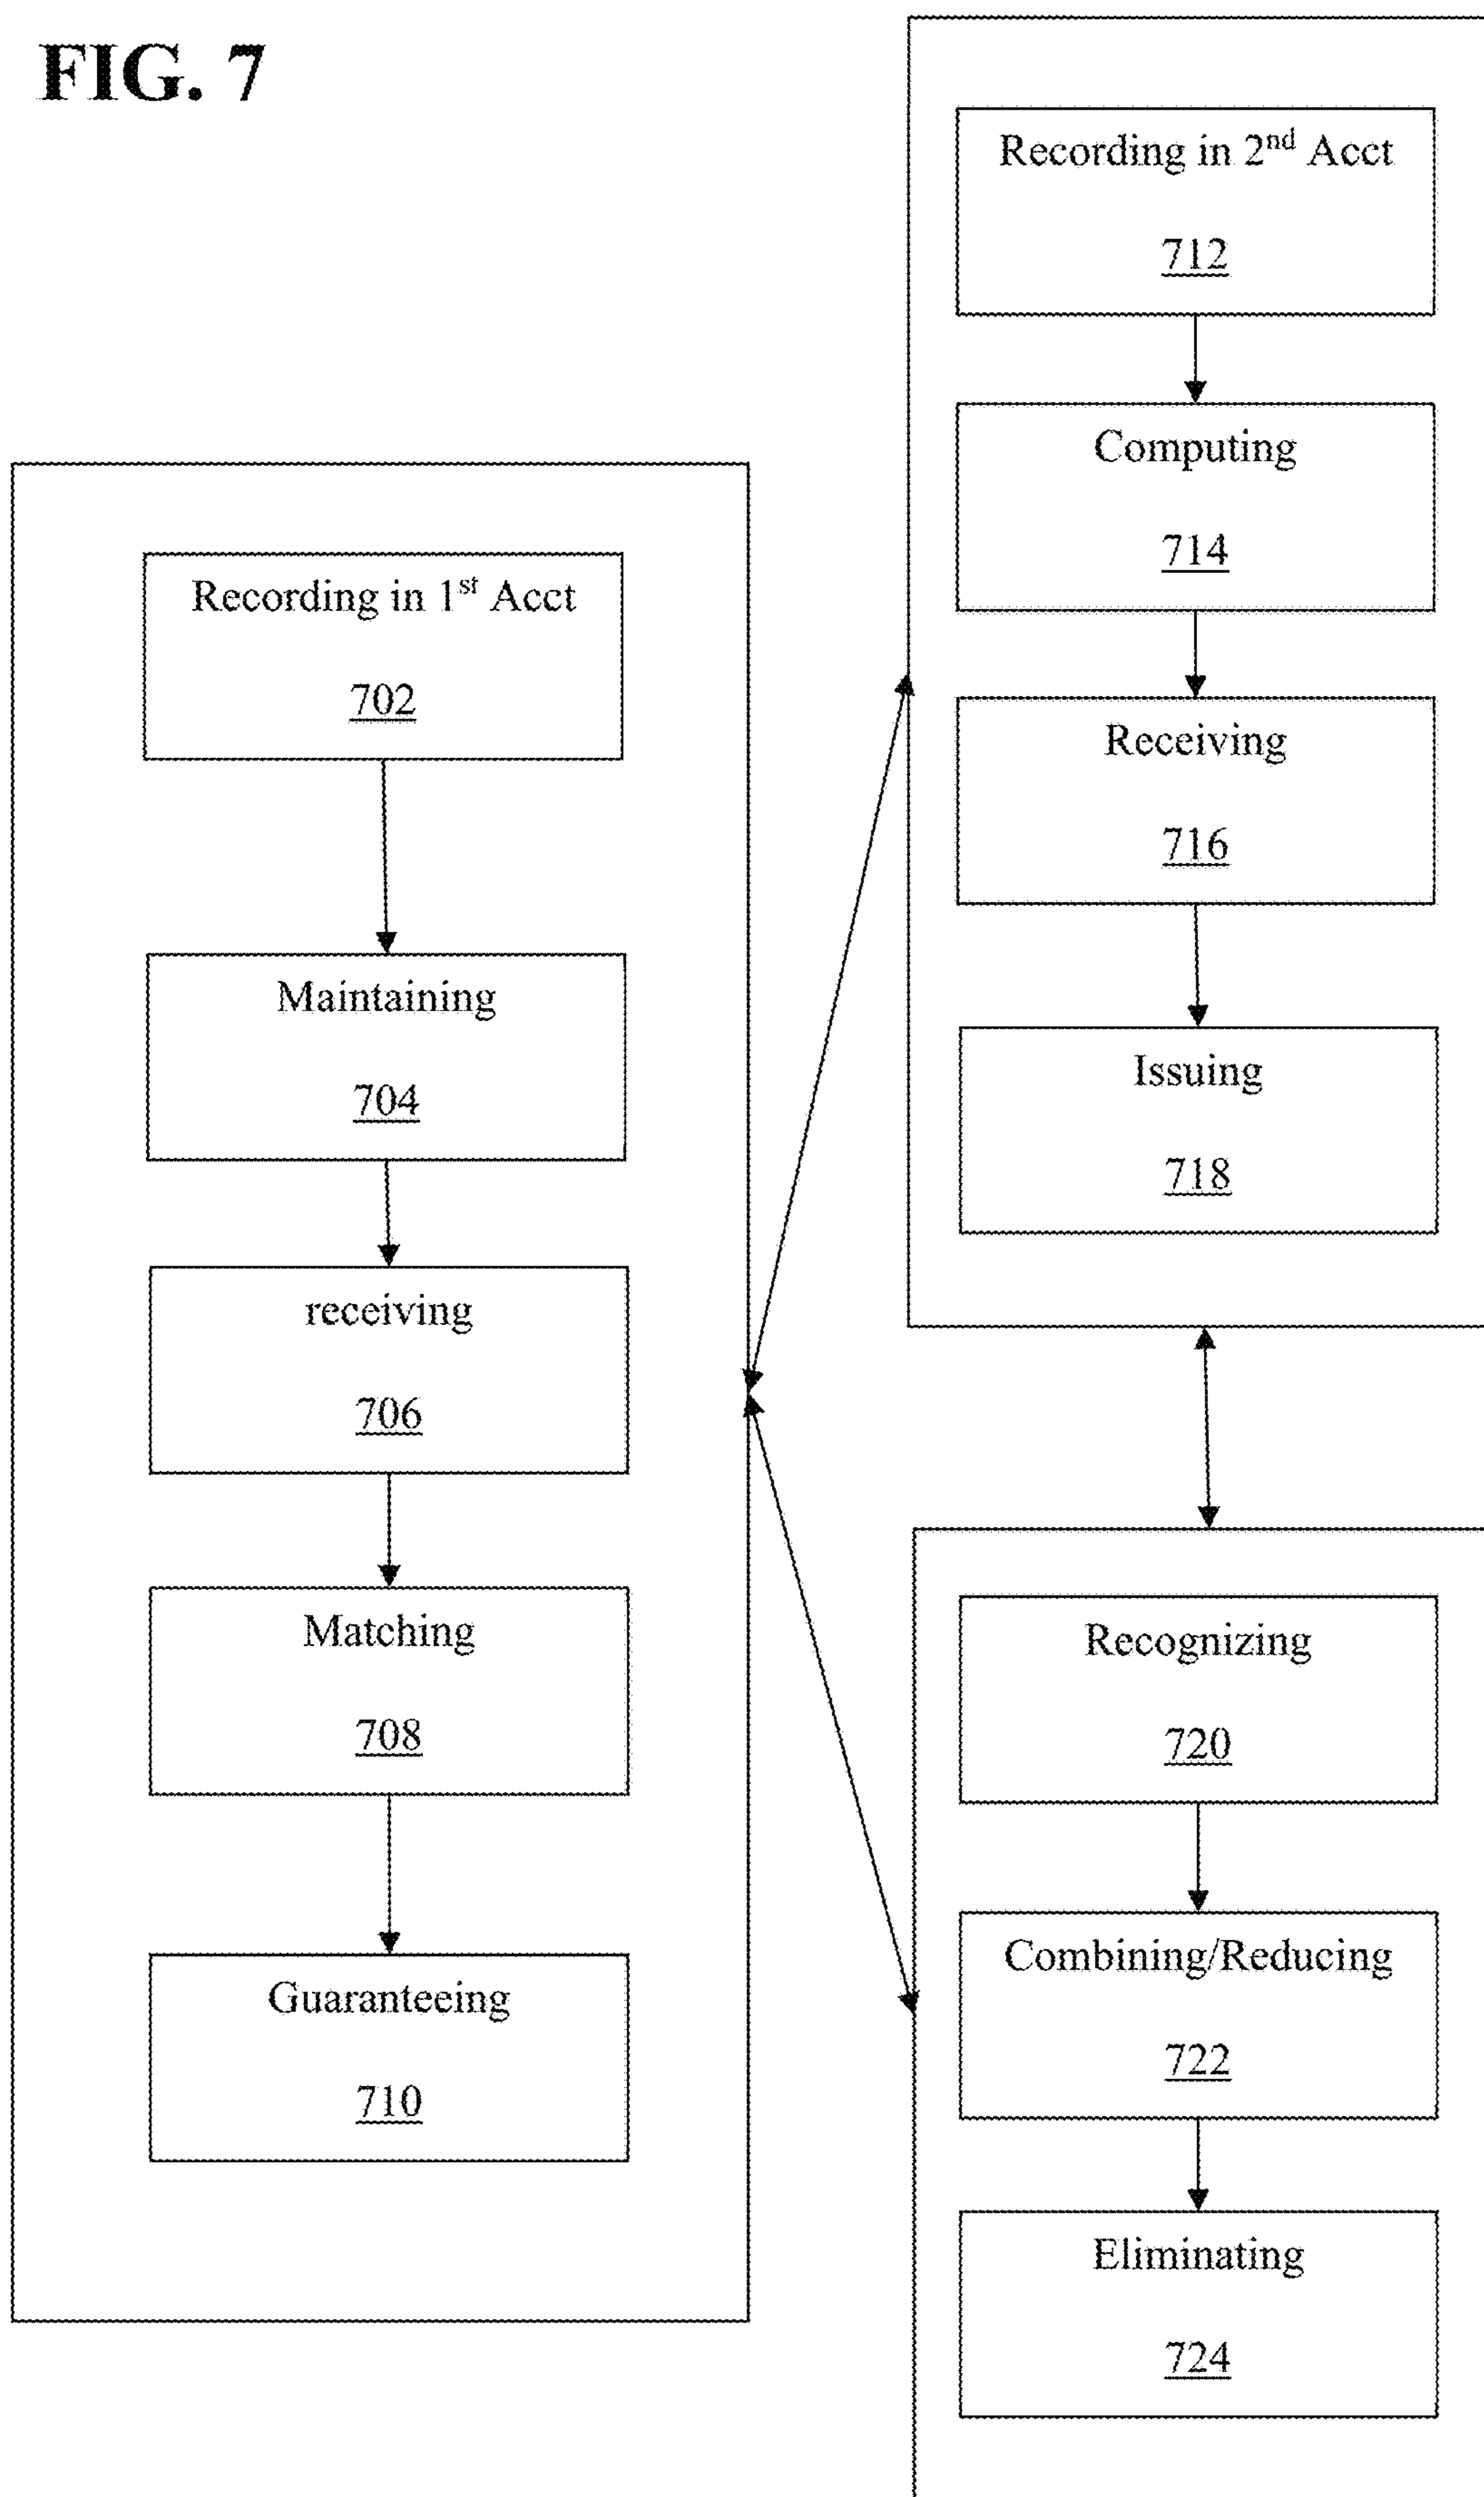 FIG. 7
Recording in 1st Acct
702
Maintaining
704
receiving
706
Matching
708
Guaranteeing
710
Recording in 2nd Acct
712
Computing
714
Receiving
716
Issuing
718
Recognizing
720
Combining/Reducing
722
Eliminating
724